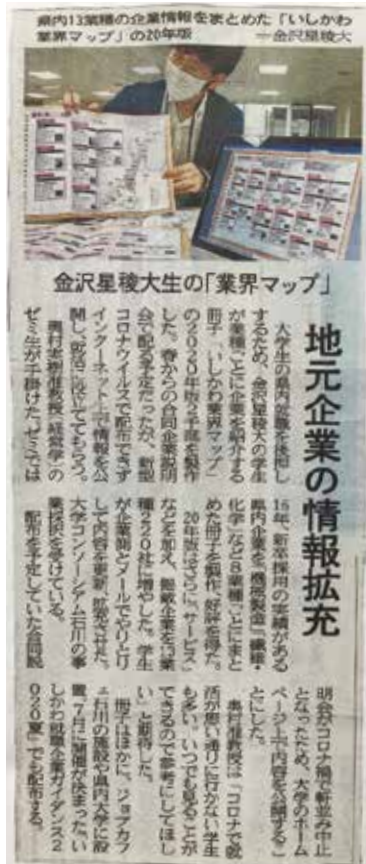 県内13業種の企業情報をまとめた「いしかわ
業界マップ」の20年版　＝金沢星稜大
金沢星稜大生の「業界マップ」
地元企業の情報拡充
大学生の県内就職を後押し
するため、金沢星稜大の学生
が業種ごとに企業を紹介する
冊子「いしかわ業界マップ」
の2020年版2千部を製作
した。春からの合同企業説明
会で配る予定だったが、新型
コロナウイルスで配布できず
インターネット上で情報を公
開し、就活に役立ててもらう。
奥村実樹准教授（経営学）の
ゼミ生が手掛けた。ゼミでは
16年、新卒採用の実績がある
県内企業を「機械製造」「繊維・
化学」など8業種ごとにまと
めた冊子を製作、好評を得た。
20年版はさらに、「サービス」
などを加え、掲載企業を13業
種220社に増やした。学生
が企業側とメールでやりとり
して内容を更新、拡充させた。
大学コンソーシアム石川の事
業採択を受けている。
配布を予定していた合同説
明会がコロナ禍で軒並み中止
となったため、大学のホーム
ページ上で内容を公開するこ
とにした。
奥村准教授は「コロナで就
活が思い通りに行かない学生
も多い。いつでも見ることが
できるので参考にしてほし
い」と期待した。
冊子はほかに、ジョブカフ
ェ石川の施設や県内大学に設
置。7月に開催が決まった「い
しかわ就職企業ガイダンス2
020夏」でも配布する。